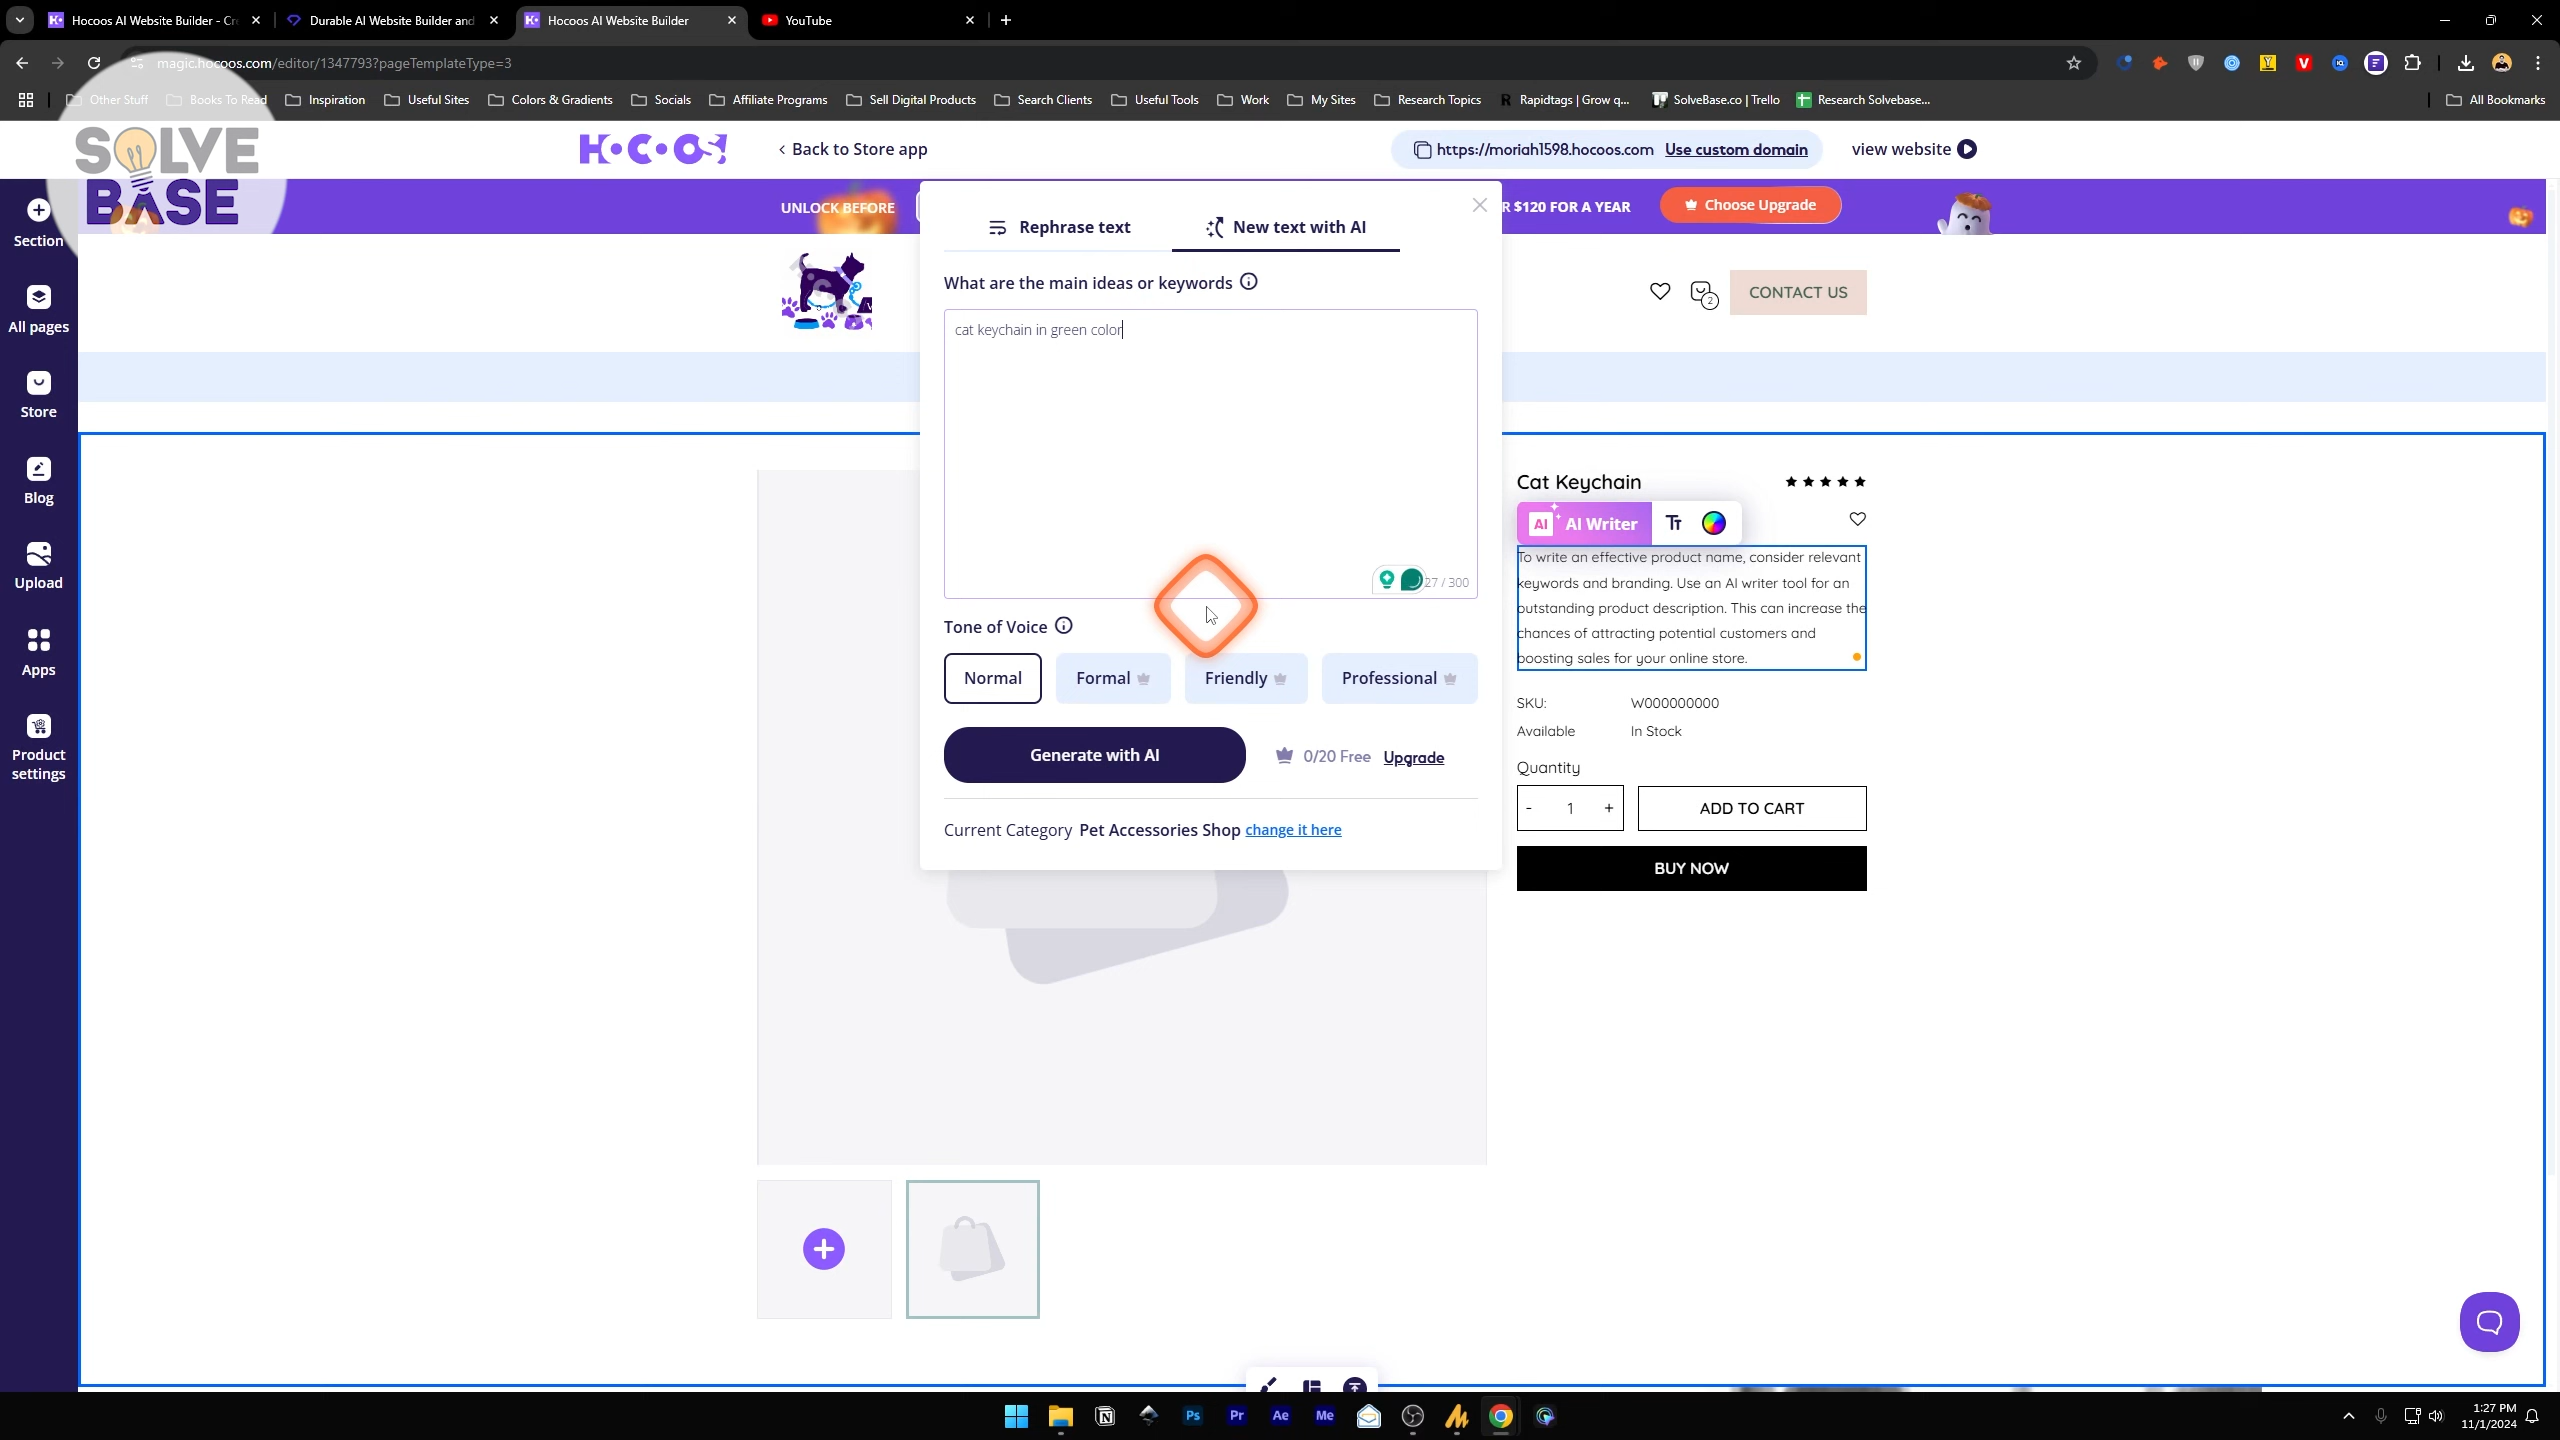 Hocoos AI Website Builder - Cre
Durable AI Website Builder and
Hocoos AI Website Builder
YouTube
magic.hocoos.com/editor/1347793?pageTemplateType=3
Other Stuff
Books To Read
Inspiration
Useful Sites
Colors & Gradients
Socials
Affiliate Programs
Sell Digital Products
Search Clients
Useful Tools
Work
My Sites
Research Topics
Rapidtags | Grow q...
SolveBase.co | Trello
Research Solvebase...
All Bookmarks
SOLVE
BASE
HOCOOS!
< Back to Store app
https://moriah1598.hocoos.com Use custom domain
view website
UNLOCK BEFORE
R $120 FOR A YEAR
Choose Upgrade
Section
All pages
Store
Blog
Upload
Apps
Product
settings
CONTACT US
2
Rephrase text
New text with AI
What are the main ideas or keywords
cat keychain in green color
27 / 300
Tone of Voice
Normal
Formal
Friendly
Professional
Generate with AI
0/20 Free Upgrade
Current Category Pet Accessories Shop change it here
Cat Keychain
AI AI Writer
Tt
To write an effective product name, consider relevant
keywords and branding. Use an AI writer tool for an
outstanding product description. This can increase the
chances of attracting potential customers and
boosting sales for your online store.
SKU: W000000000
Available In Stock
Quantity
- 1 +
ADD TO CART
BUY NOW
Ps
Pr
Ae
Me
1:27 PM
11/1/2024